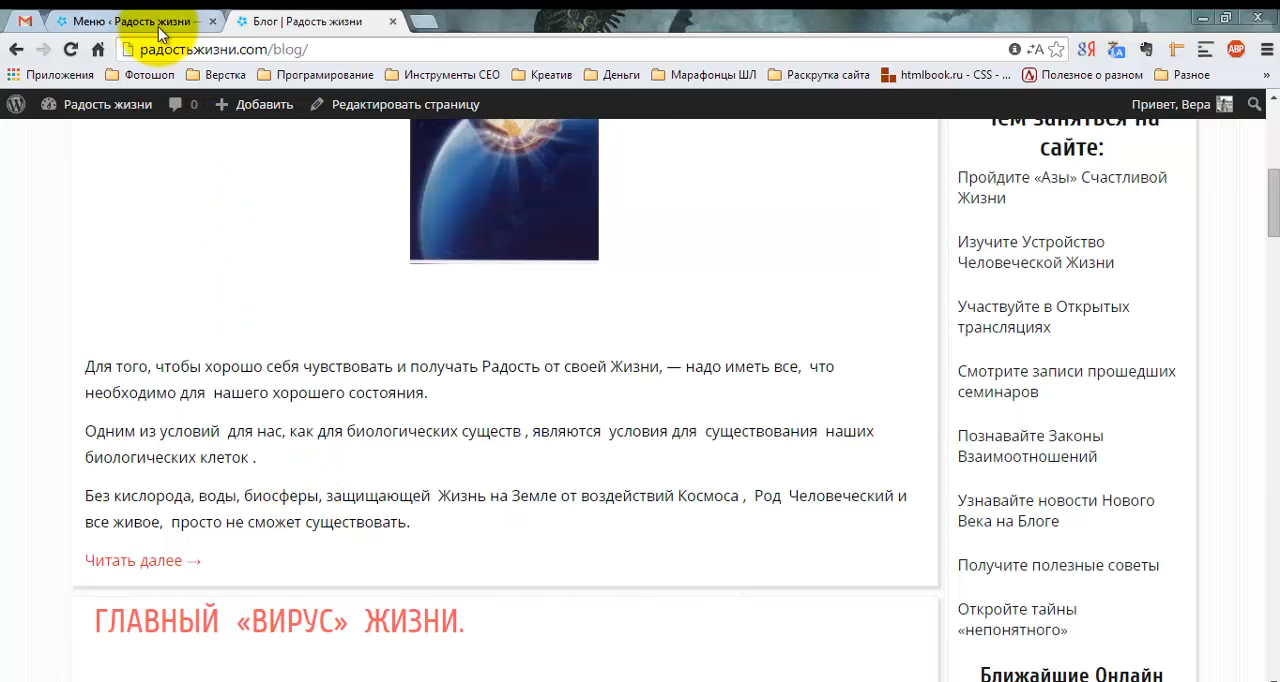 Меню ‹ Радость жизни —
Блог | Радость жизни
радостьжизни.com/blog/
Приложения Фотошоп Верстка Программирование Инструменты СЕО Креатив Деньги Марафонцы ШЛ Раскрутка сайта htmlbook.ru - CSS - ... Полезное о разном Разное »
Радость жизни 0 Добавить Редактировать страницу Привет, Вера
Чем заняться на
сайте:
Пройдите «Азы» Счастливой
Жизни
Изучите Устройство
Человеческой Жизни
Участвуйте в Открытых
трансляциях
Смотрите записи прошедших
семинаров
Познавайте Законы
Взаимоотношений
Узнавайте новости Нового
Века на Блоге
Получите полезные советы
Откройте тайны
«непонятного»
Ближайшие Онлайн
Для того, чтобы хорошо себя чувствовать и получать Радость от своей Жизни, — надо иметь все, что
необходимо для нашего хорошего состояния.
Одним из условий для нас, как для биологических существ , являются условия для существования наших
биологических клеток .
Без кислорода, воды, биосферы, защищающей Жизнь на Земле от воздействий Космоса , Род Человеческий и
все живое, просто не сможет существовать.
Читать далее →
ГЛАВНЫЙ «ВИРУС» ЖИЗНИ.